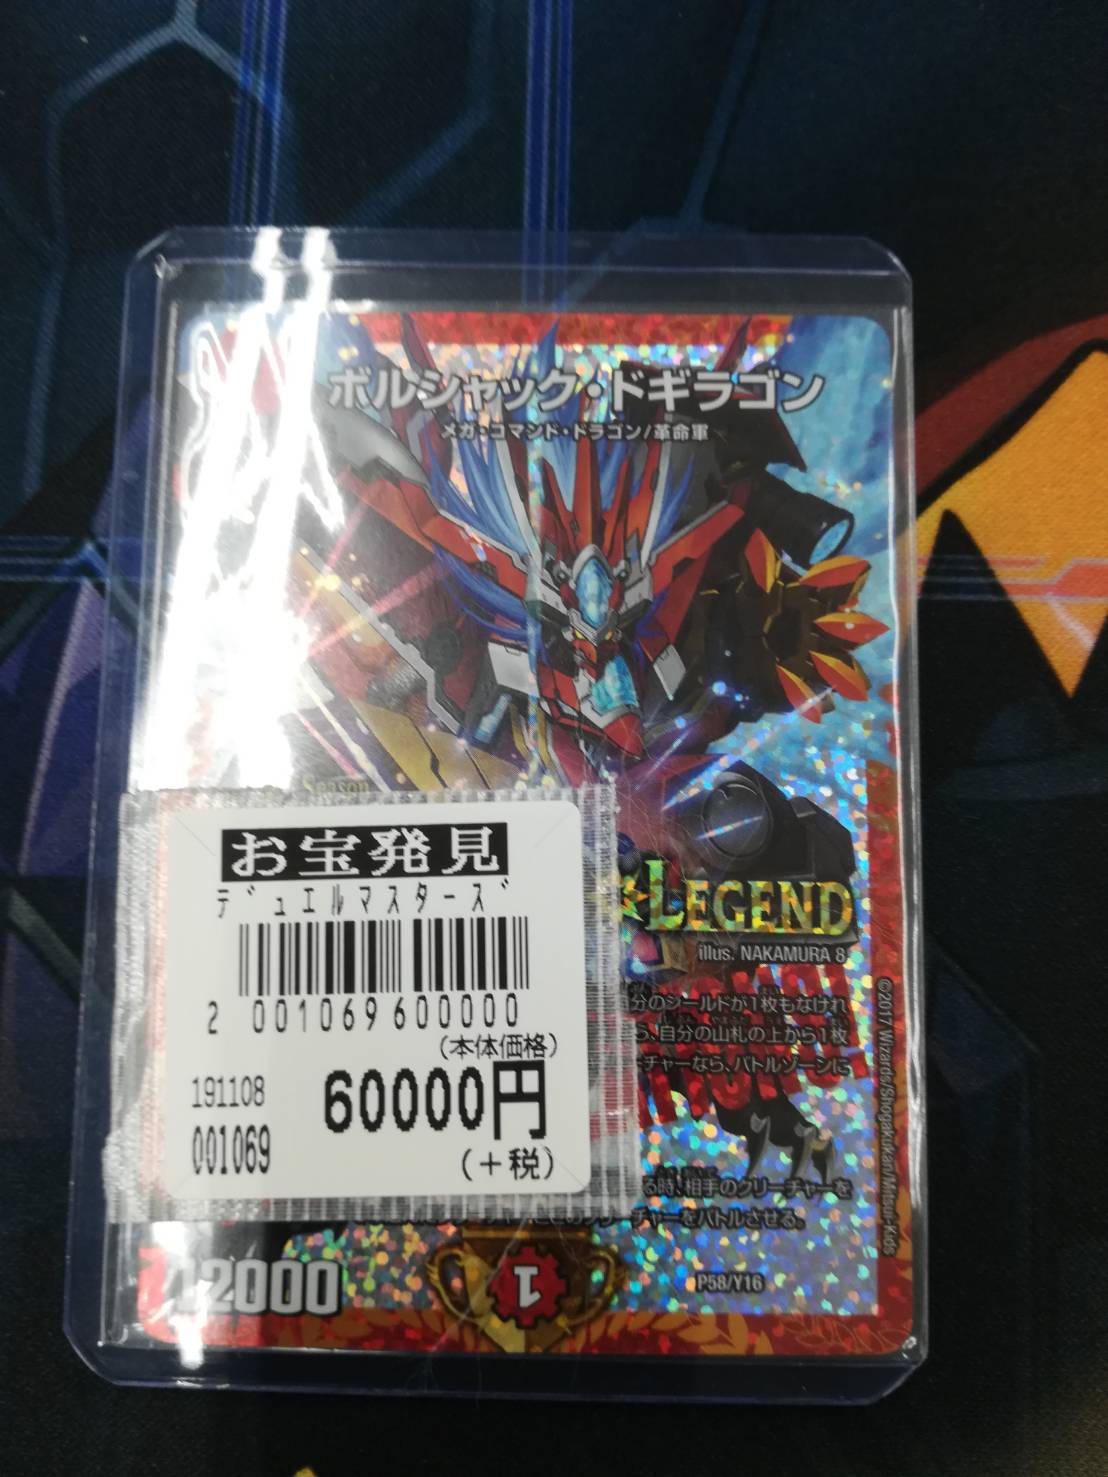 ボルシャック・ドギラゴン
メガ・コマンド・ドラゴン/革命軍
Season
LEGEND
illus. NAKAMURA 8
お宝発見
デュエルマスターズ
2 001069 600000
(本体価格)
191108
60000円
001069
(+税)
自分のシールドが1枚もなけれ
ら、自分の山札の上から1枚
ーチャーなら、バトルゾーンに
る時、相手のクリーチャーを
クリーチャーをバトルさせる。
12000
1
P58/Y16
©2017 Wizards/Shogakukan/Mitsui-Kids